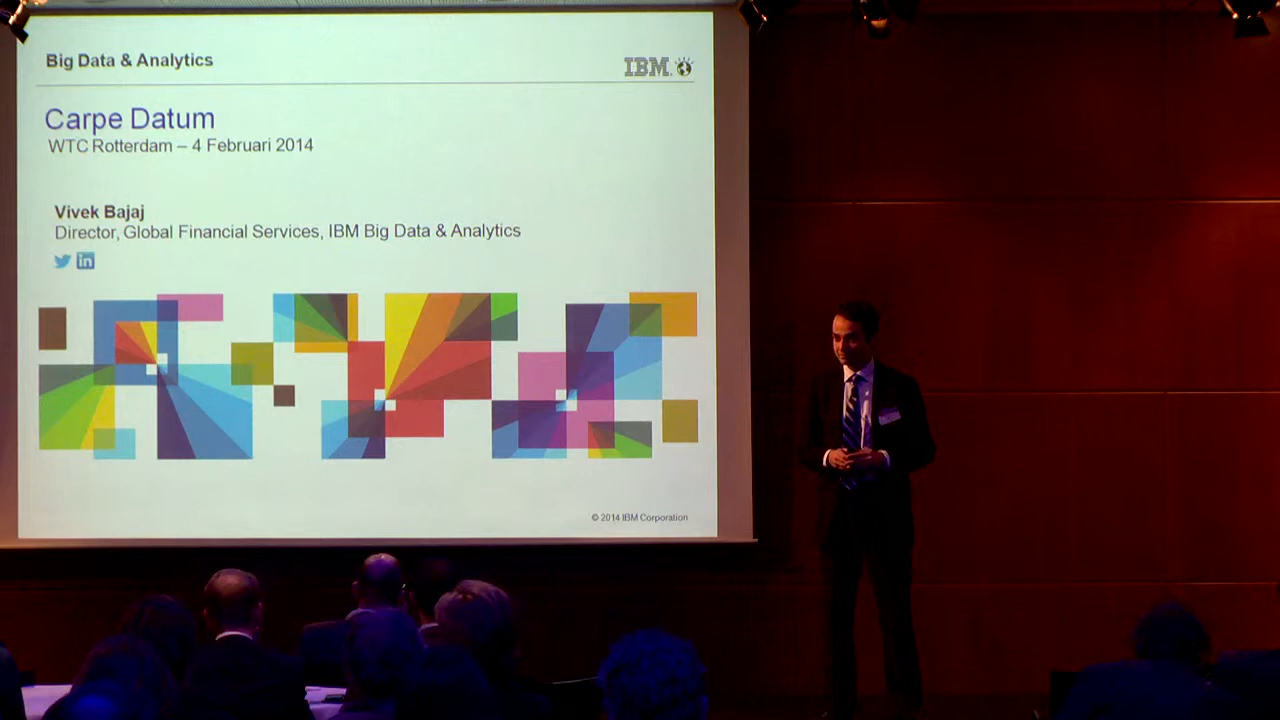 Big Data & Analytics
IBM.
Carpe Datum
WTC Rotterdam – 4 Februari 2014
Vivek Bajaj
Director, Global Financial Services, IBM Big Data & Analytics
in
© 2014 IBM Corporation